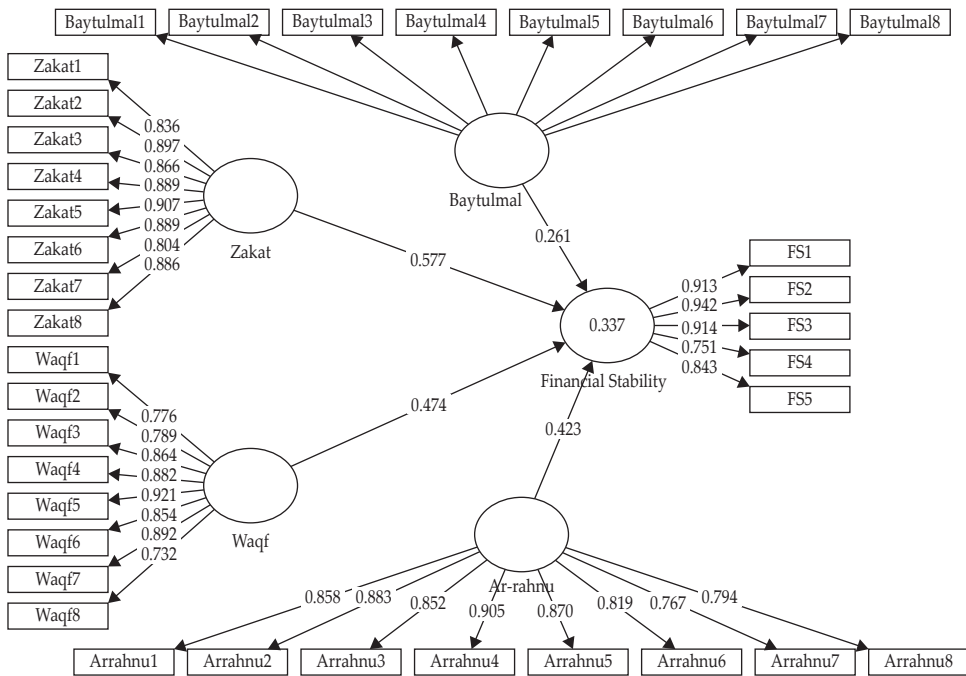 Baytulmal1 Baytulmal2 Baytulmal3 Baytulmal4 Baytulmal5 Baytulmal6 Baytulmal7 Baytulmal8
Baytulmal
0.261
Zakat1
Zakat2
Zakat3
Zakat4
Zakat5
Zakat6
Zakat7
Zakat8
0.836
0.897
0.866
0.889
0.907
0.889
0.804
0.886
Zakat
0.577
Waqf1
Waqf2
Waqf3
Waqf4
Waqf5
Waqf6
Waqf7
Waqf8
0.776
0.789
0.864
0.882
0.921
0.854
0.892
0.732
Waqf
0.474
0.337
Financial Stability
0.913
0.942
0.914
0.751
0.843
FS1
FS2
FS3
FS4
FS5
0.423
Ar-rahnu
0.858 0.883 0.852 0.905 0.870 0.819 0.767 0.794
Arrahnu1 Arrahnu2 Arrahnu3 Arrahnu4 Arrahnu5 Arrahnu6 Arrahnu7 Arrahnu8